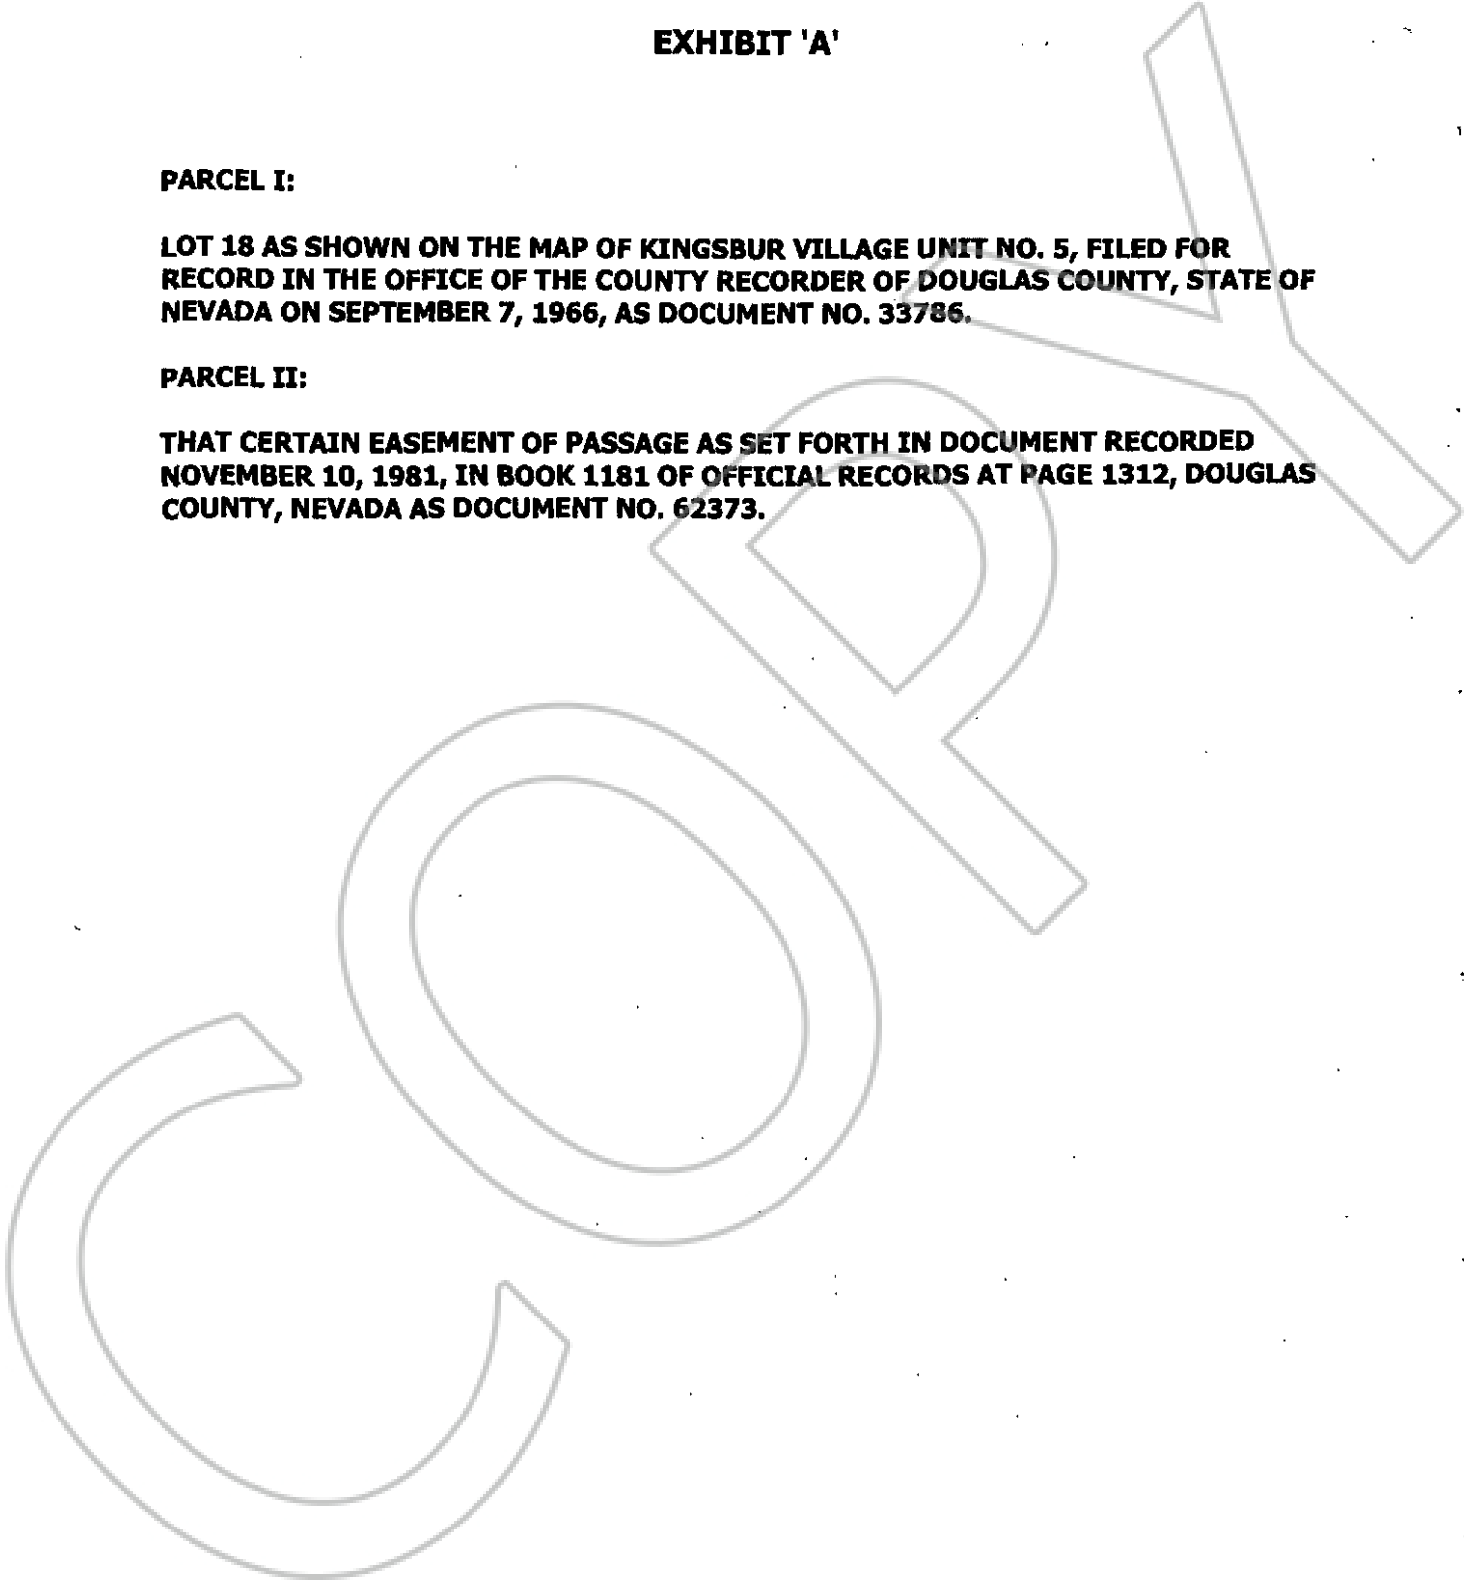 EXHIBIT 'A'
PARCEL I:
LOT 18 AS SHOWN ON THE MAP OF KINGSBUR VILLAGE UNIT NO. 5, FILED FOR
RECORD IN THE OFFICE OF THE COUNTY RECORDER OF DOUGLAS COUNTY, STATE OF
NEVADA ON SEPTEMBER 7, 1966, AS DOCUMENT NO. 33786.
PARCEL II:
THAT CERTAIN EASEMENT OF PASSAGE AS SET FORTH IN DOCUMENT RECORDED
NOVEMBER 10, 1981, IN BOOK 1181 OF OFFICIAL RECORDS AT PAGE 1312, DOUGLAS
COUNTY, NEVADA AS DOCUMENT NO. 62373.
COPY